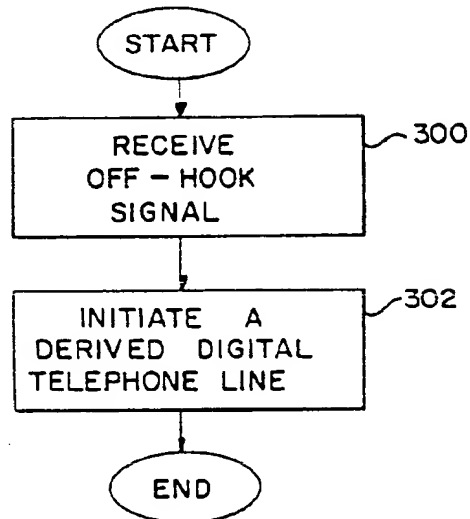 START
RECEIVE
OFF-HOOK
SIGNAL
300
INITIATE A
DERIVED DIGITAL
TELEPHONE LINE
302
END